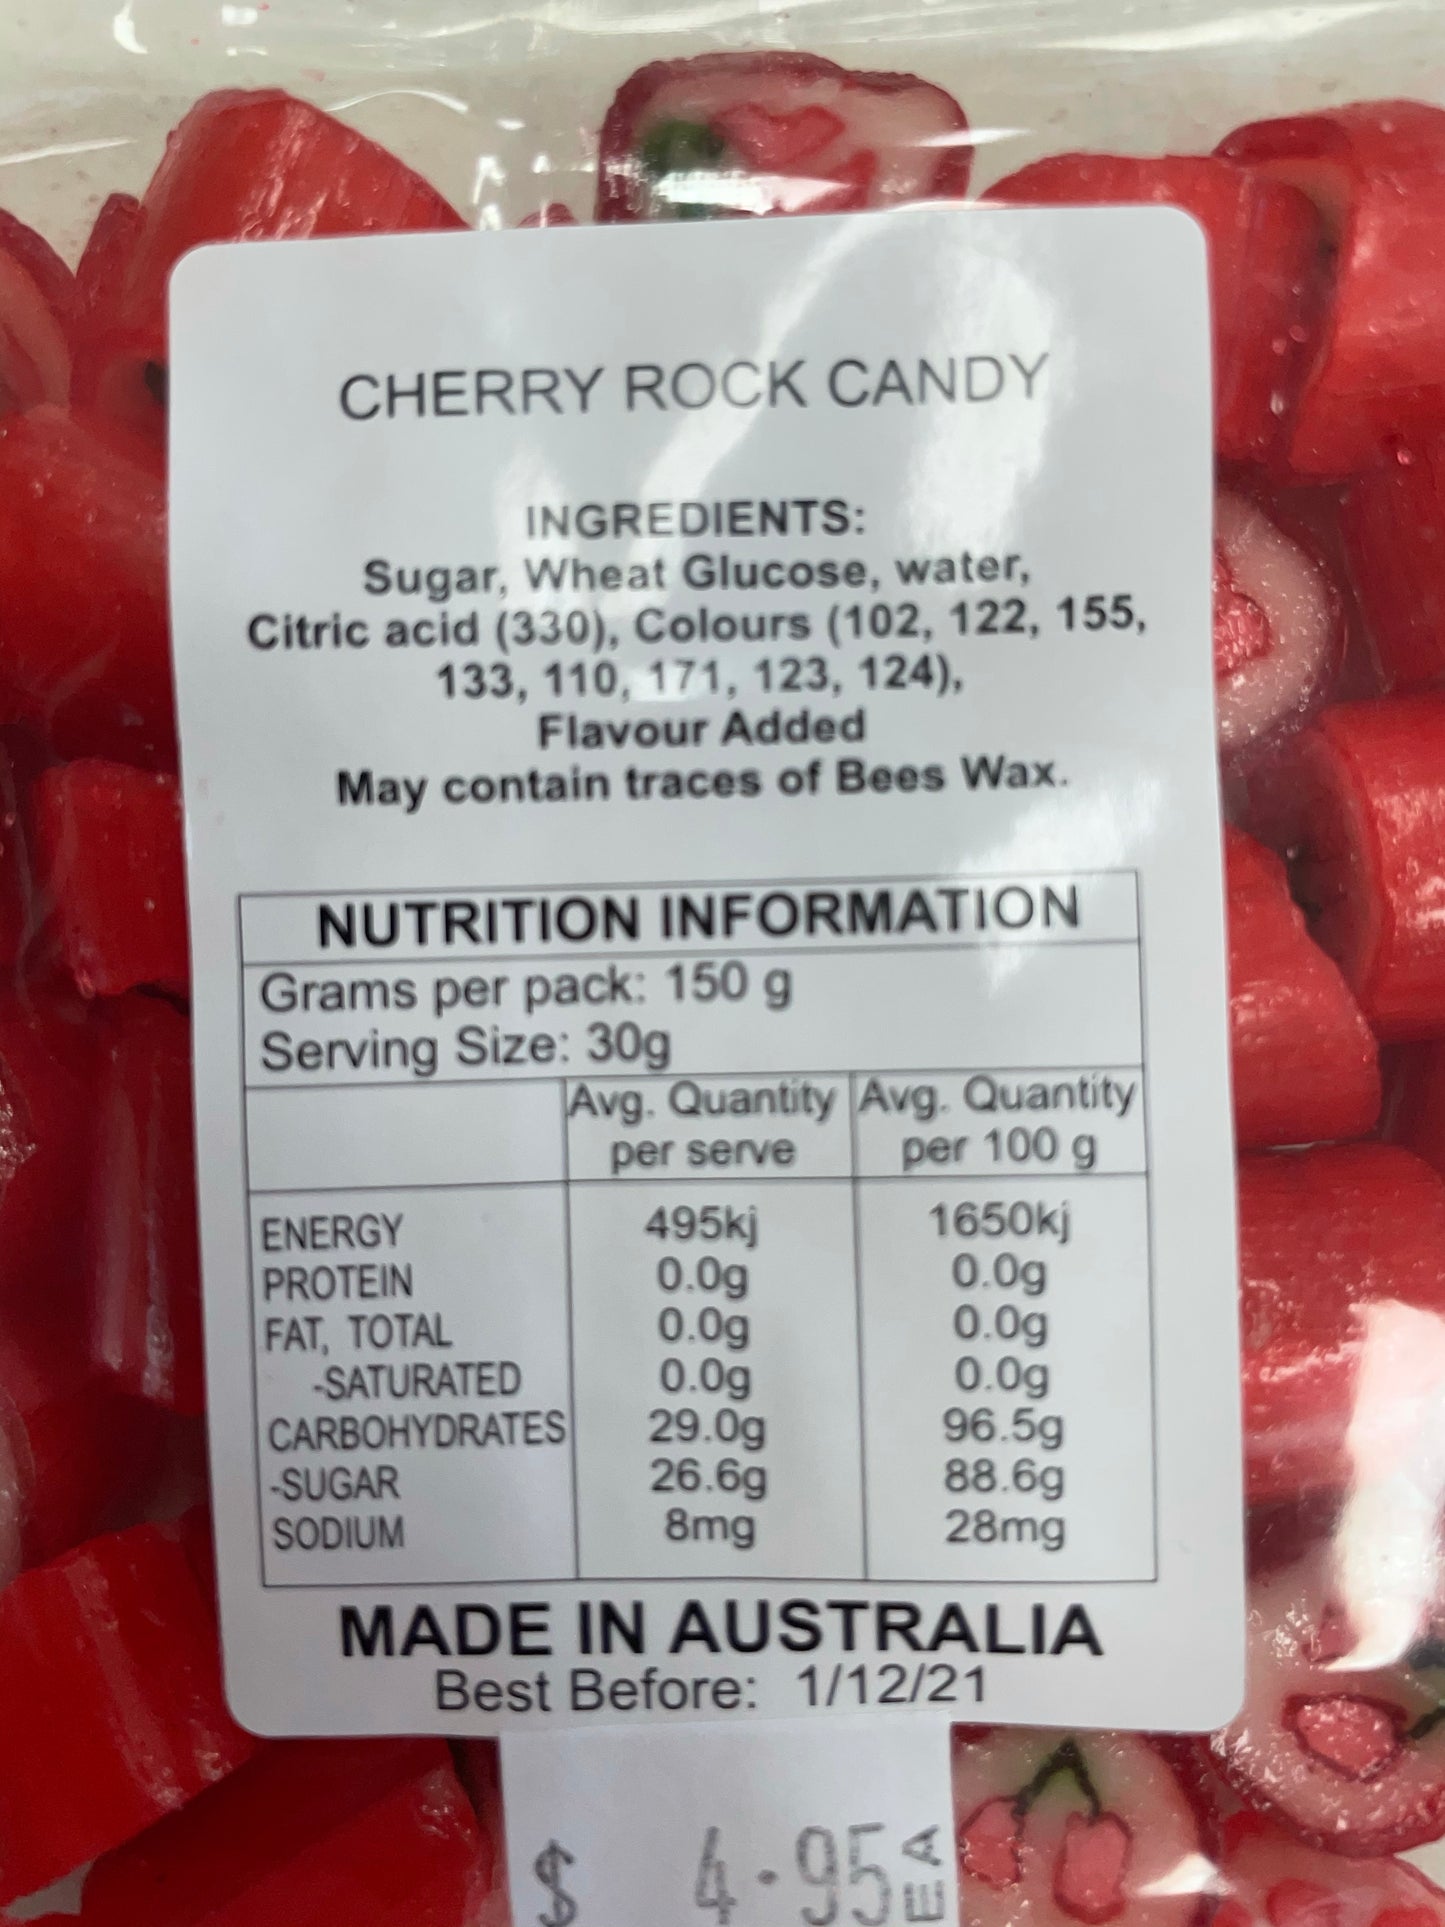 CHERRY ROCK CANDY
INGREDIENTS:
Sugar, Wheat Glucose, water,
Citric acid (330), Colours (102, 122, 155,
133, 110, 171, 123, 124),
Flavour Added
May contain traces of Bees Wax.
NUTRITION INFORMATION
Grams per pack: 150 g
Serving Size: 30g
Avg. Quantity per serve Avg. Quantity per 100 g
ENERGY 495kj 1650kj
PROTEIN 0.0g 0.0g
FAT, TOTAL 0.0g 0.0g
-SATURATED 0.0g 0.0g
CARBOHYDRATES 29.0g 96.5g
-SUGAR 26.6g 88.6g
SODIUM 8mg 28mg
MADE IN AUSTRALIA
Best Before: 1/12/21
$ 4.95 EA